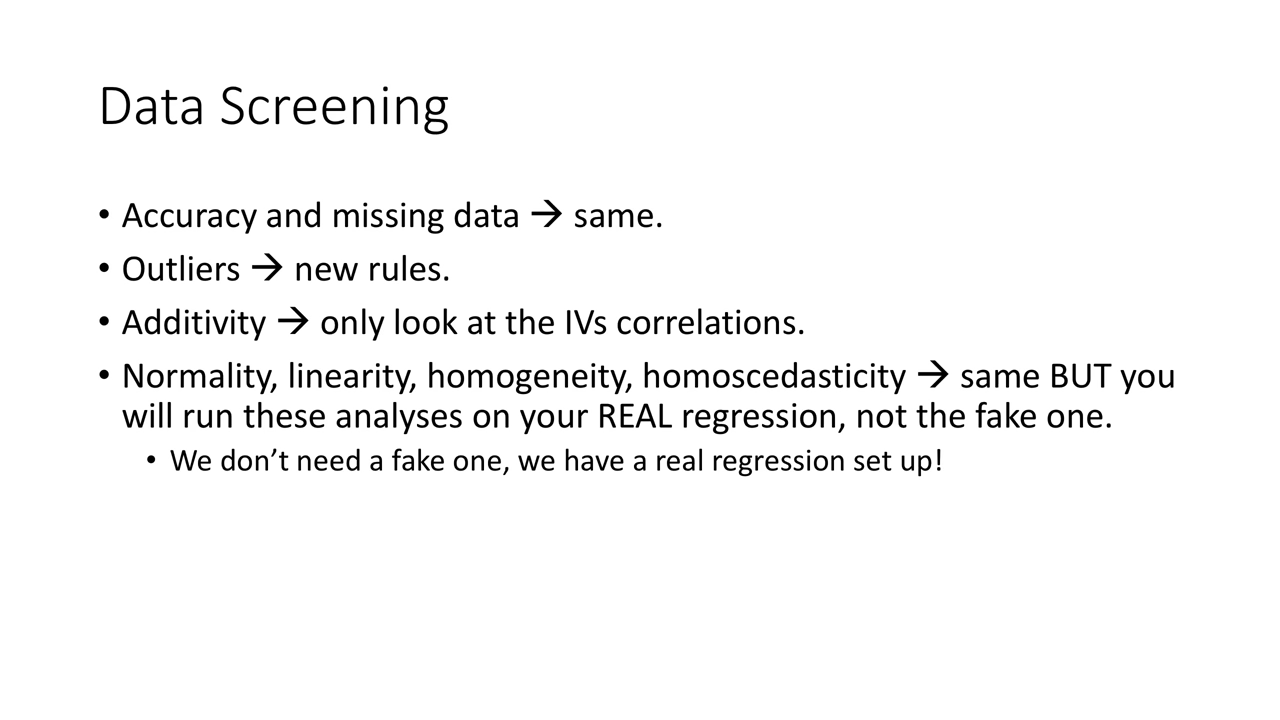 Data Screening
• Accuracy and missing data → same.
• Outliers → new rules.
• Additivity → only look at the IVs correlations.
• Normality, linearity, homogeneity, homoscedasticity → same BUT you
will run these analyses on your REAL regression, not the fake one.
• We don’t need a fake one, we have a real regression set up!